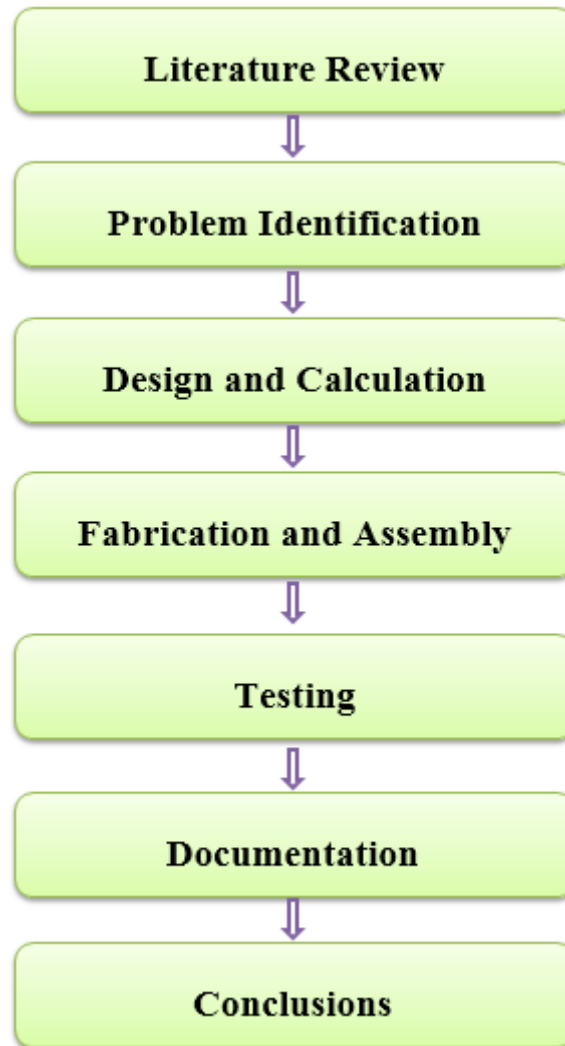 Literature Review
Problem Identification
Design and Calculation
Fabrication and Assembly
Testing
Documentation
Conclusions